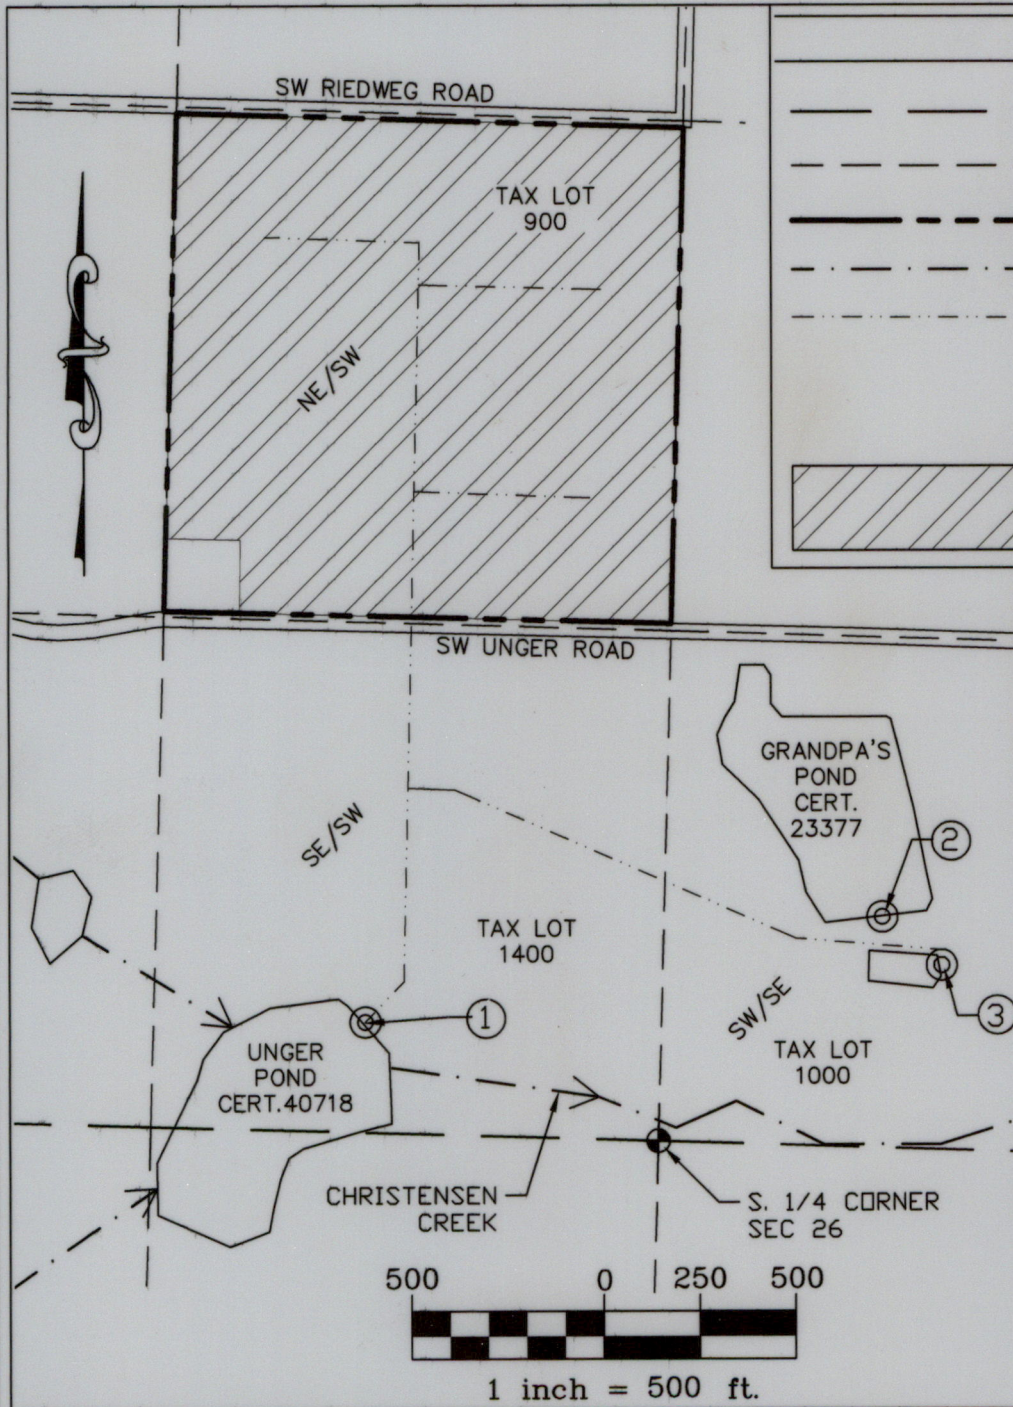 SW RIEDWEG ROAD
TAX LOT
900
NE/SW
SW UNGER ROAD
GRANDPA'S
POND
CERT.
23377
2
SE/SW
TAX LOT
1400
3
1
SW/SE
TAX LOT
1000
UNGER
POND
CERT.40718
CHRISTENSEN
CREEK
S. 1/4 CORNER
SEC 26
500 0 250 500
1 inch = 500 ft.